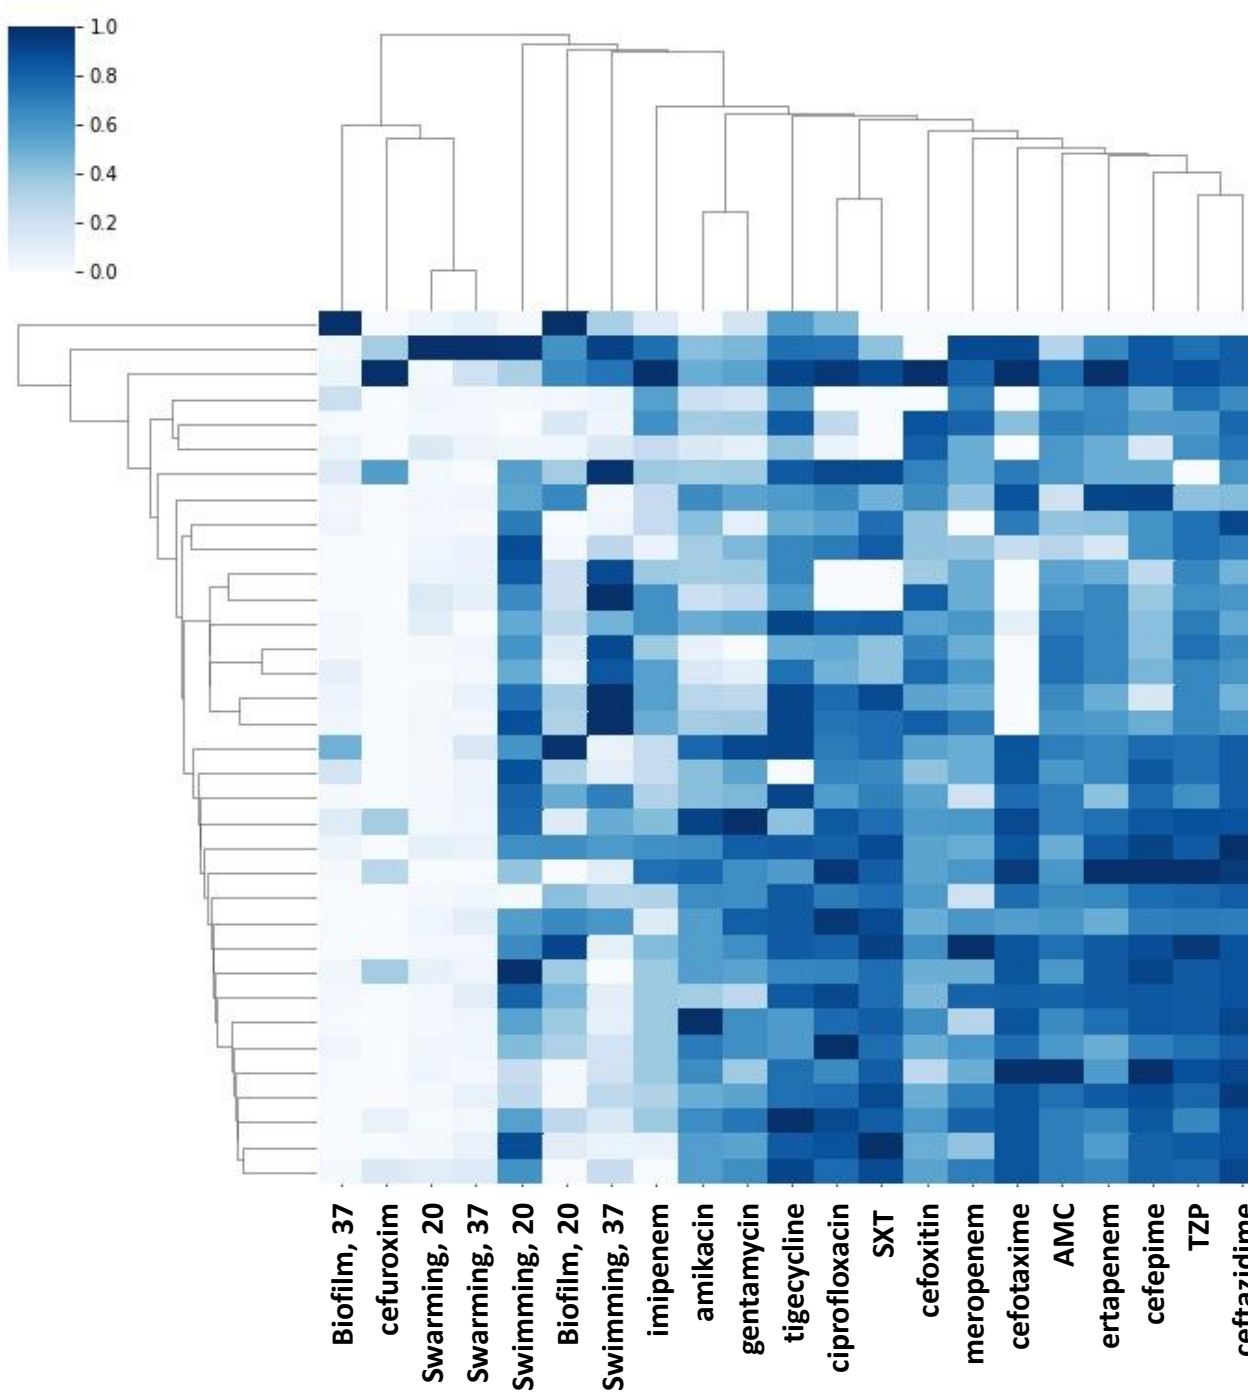 1.0
0.8
0.6
0.4
0.2
0.0
Biofilm, 37
cefuroxim
Swarming, 20
Swarming, 37
Swimming, 20
Biofilm, 20
Swimming, 37
imipenem
amikacin
gentamycin
tigecycline
ciprofloxacin
SXT
cefoxitin
meropenem
cefotaxime
AMC
ertapenem
cefepime
TZP
ceftazidime